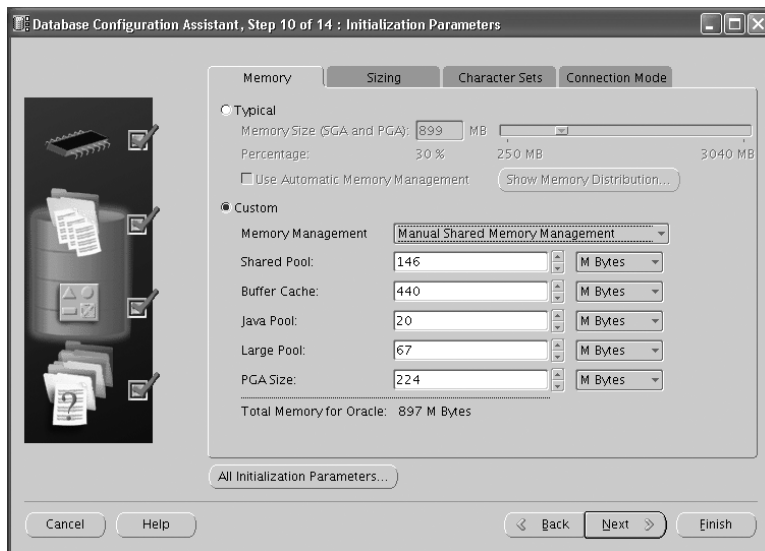 Database Configuration Assistant, Step 10 of 14 : Initialization Parameters
Memory Sizing Character Sets Connection Mode
Typical
Memory Size (SGA and PGA): 899 MB
Percentage: 30 % 250 MB 3040 MB
Use Automatic Memory Management Show Memory Distribution...
Custom
Memory Management Manual Shared Memory Management
Shared Pool: 146 M Bytes
Buffer Cache: 440 M Bytes
Java Pool: 20 M Bytes
Large Pool: 67 M Bytes
PGA Size: 224 M Bytes
Total Memory for Oracle: 897 M Bytes
?
All Initialization Parameters...
Cancel Help Back Next Finish